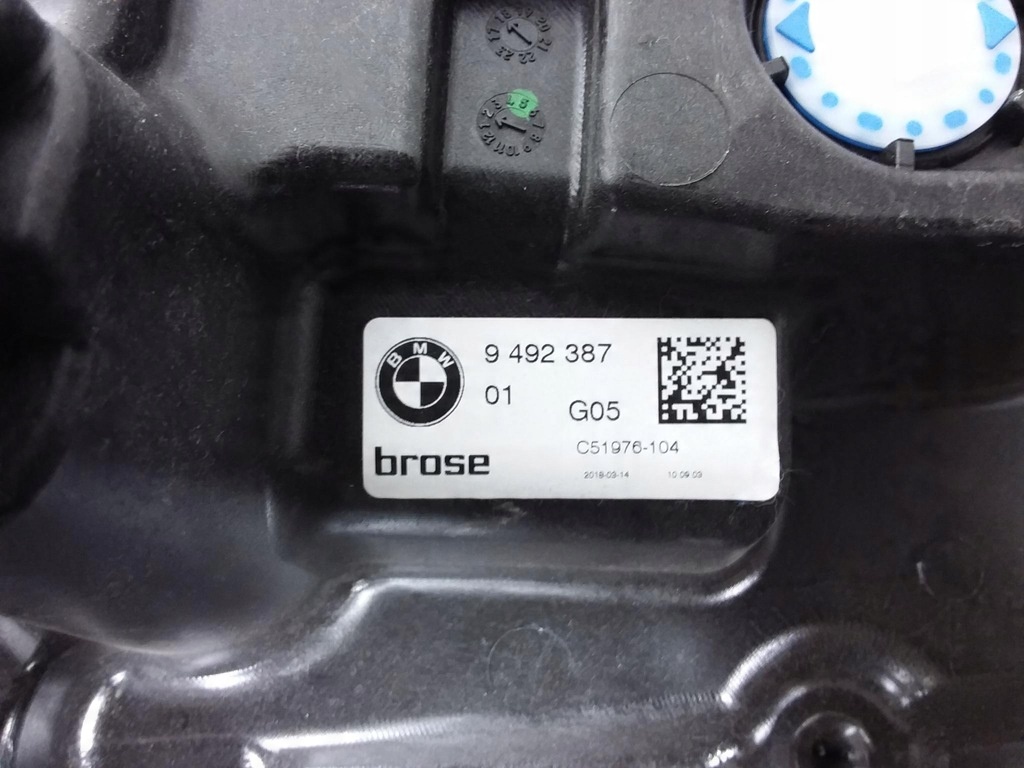 BMW
9 492 387
01
G05
C51976-104
brose
2018-03-14 10:09:03